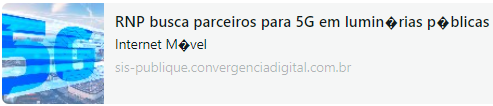 5G
RNP busca parceiros para 5G em lumin�rias p�blicas
Internet M�vel
sis-publique.convergenciadigital.com.br